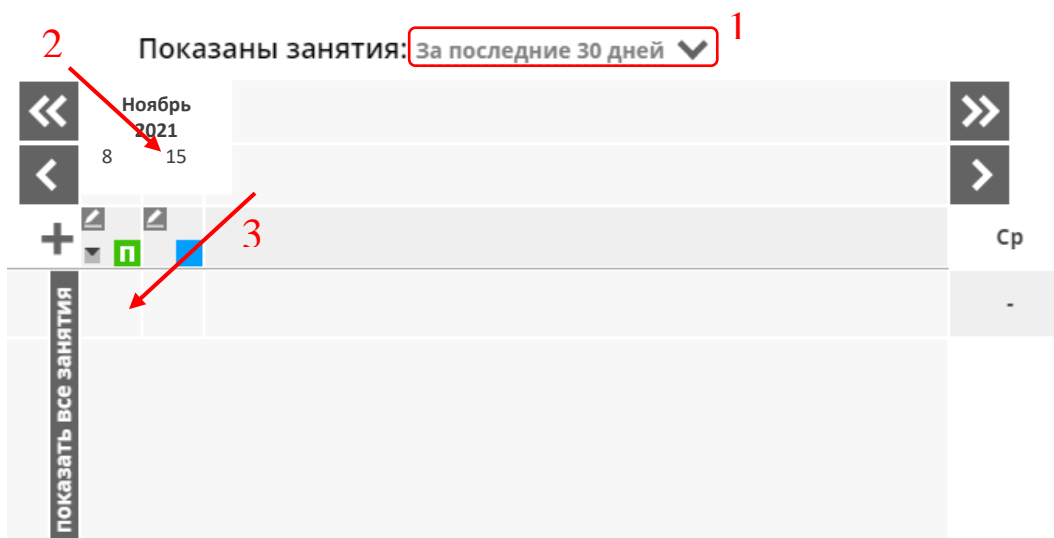 1
2
Показаны занятия: За последние 30 дней
Ноябрь
2021
8 15
3
П
Ср
-
показать все занятия